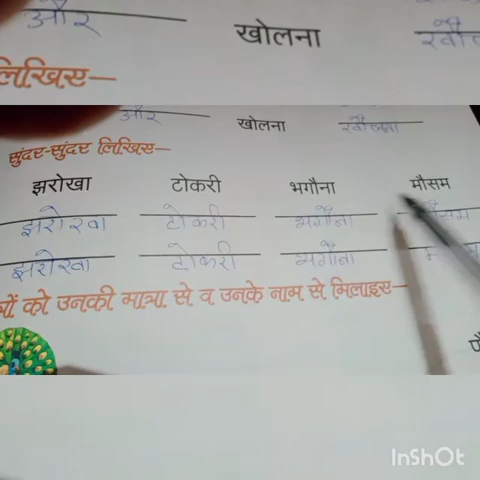 और
खोलना
लिखिए—
और खोलना खोलना
सुंदर-सुंदर लिखिए—
झरोखा टोकरी भगौना मौसम
झरोखा टोकरी भगौना
झरोखा टोकरी भगौना
को उनकी मात्रा से व उनके नाम से मिलाइए—
InShOt